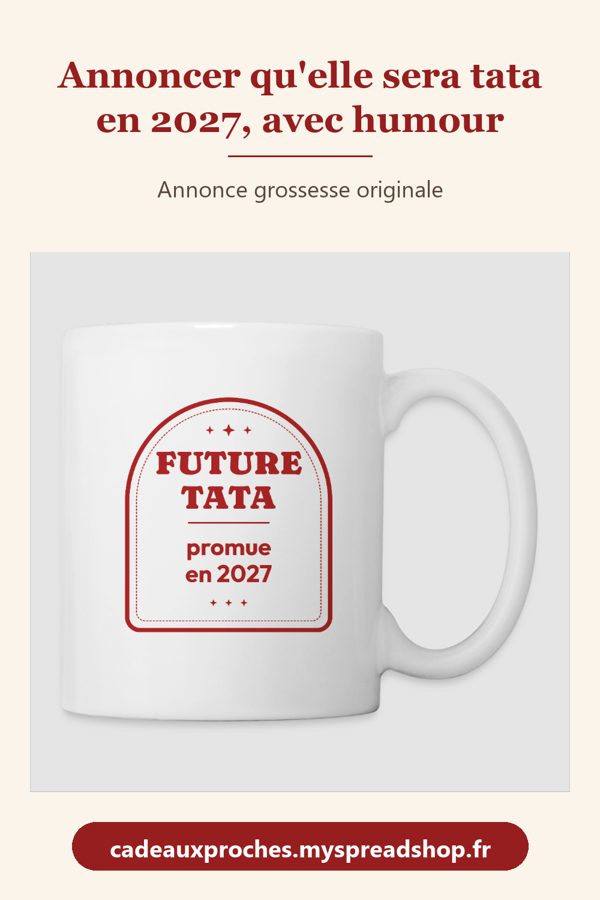 Annoncer qu'elle sera tata
en 2027, avec humour
Annonce grossesse originale
FUTURE
TATA
promue
en 2027
cadeauxproches.myspreadshop.fr